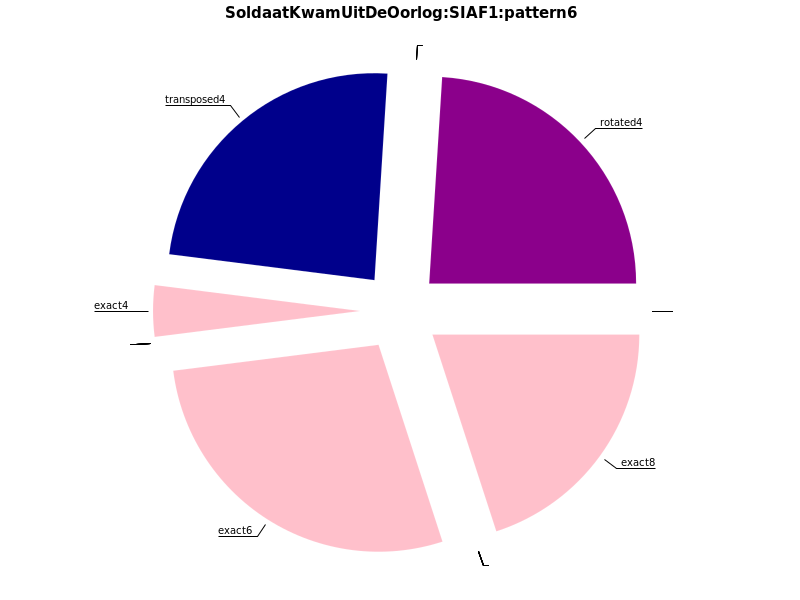 SoldaatKwamUitDeOorlog:SIAF1:pattern6
transposed4
rotated4
exact4
exact8
exact6